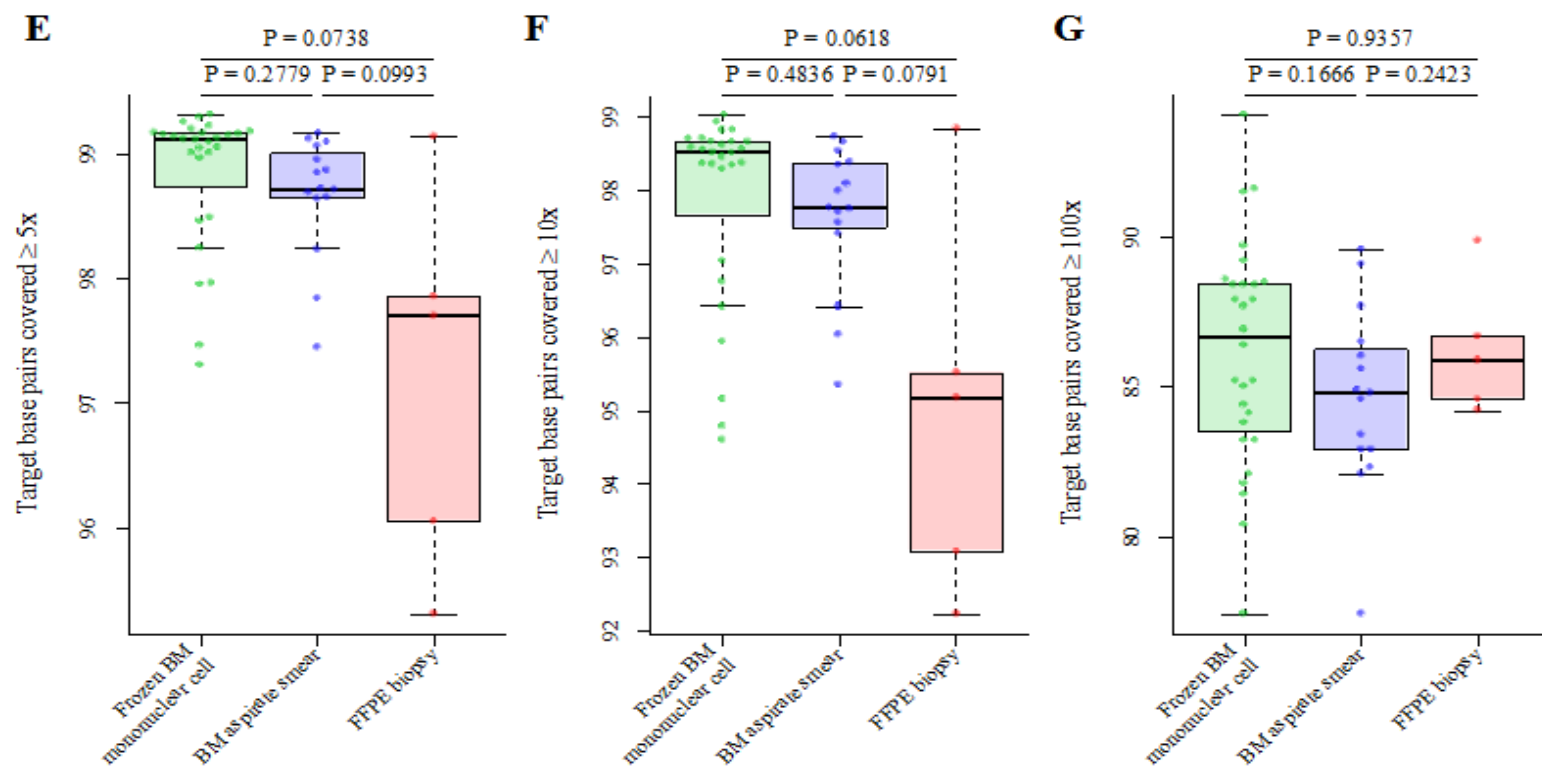 E
P = 0.0738
P = 0.2779 P = 0.0993
Target base pairs covered ≥ 5x
99
98
97
96
Frozen BM
mononuclear cell
BM aspirate smear
FFPE biopsy
F
P = 0.0618
P = 0.4836 P = 0.0791
Target base pairs covered ≥ 10x
99
98
97
96
95
94
93
92
Frozen BM
mononuclear cell
BM aspirate smear
FFPE biopsy
G
P = 0.9357
P = 0.1666 P = 0.2423
Target base pairs covered ≥ 100x
90
85
80
Frozen BM
mononuclear cell
BM aspirate smear
FFPE biopsy